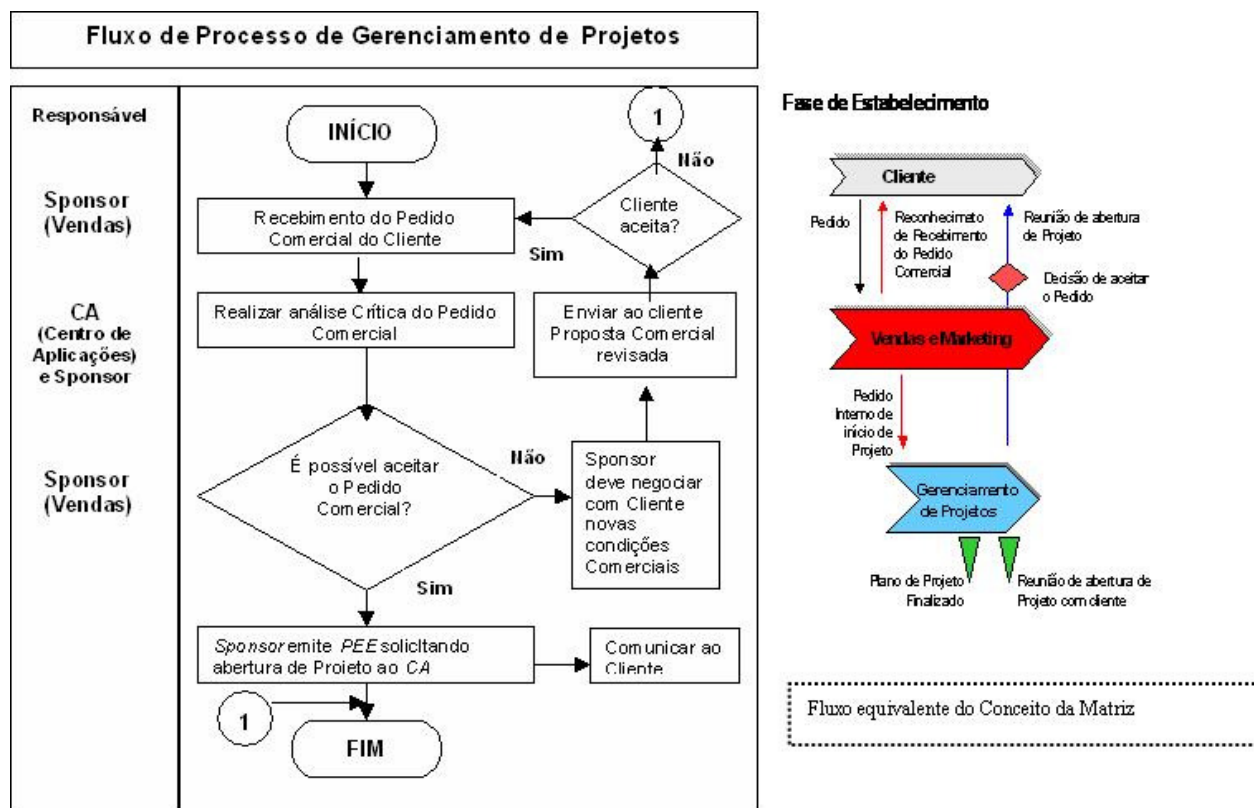 Fluxo de Processo de Gerenciamento de Projetos
Responsável
INÍCIO
1
Não
Sponsor
(Vendas)
Recebimento do Pedido
Comercial do Cliente
Cliente
aceita?
Sim
CA
(Centro de
Aplicações)
e Sponsor
Realizar análise Crítica do Pedido
Comercial
Enviar ao cliente
Proposta Comercial
revisada
Sponsor
(Vendas)
É possível aceitar
o Pedido
Comercial?
Não
Sponsor
deve negociar
com Cliente
novas
condições
Comerciais
Sim
Sponsor emite PEE solicitando
abertura de Projeto ao CA
Comunicar ao
Cliente
1
FIM
Fase de Estabelecimento
Cliente
Pedido
Reconhecimeto
de Recebimento
do Pedido
Comercial
Reunião de abertura
de Projeto
Decisão de aceitar
o Pedido
Vendas e Marketing
Pedido
Interno de
início de
Projeto
Gerenciamento
de Projetos
Plano de Projeto
Finalizado
Reunião de abertura de
Projeto com cliente
Fluxo equivalente do Conceito da Matriz